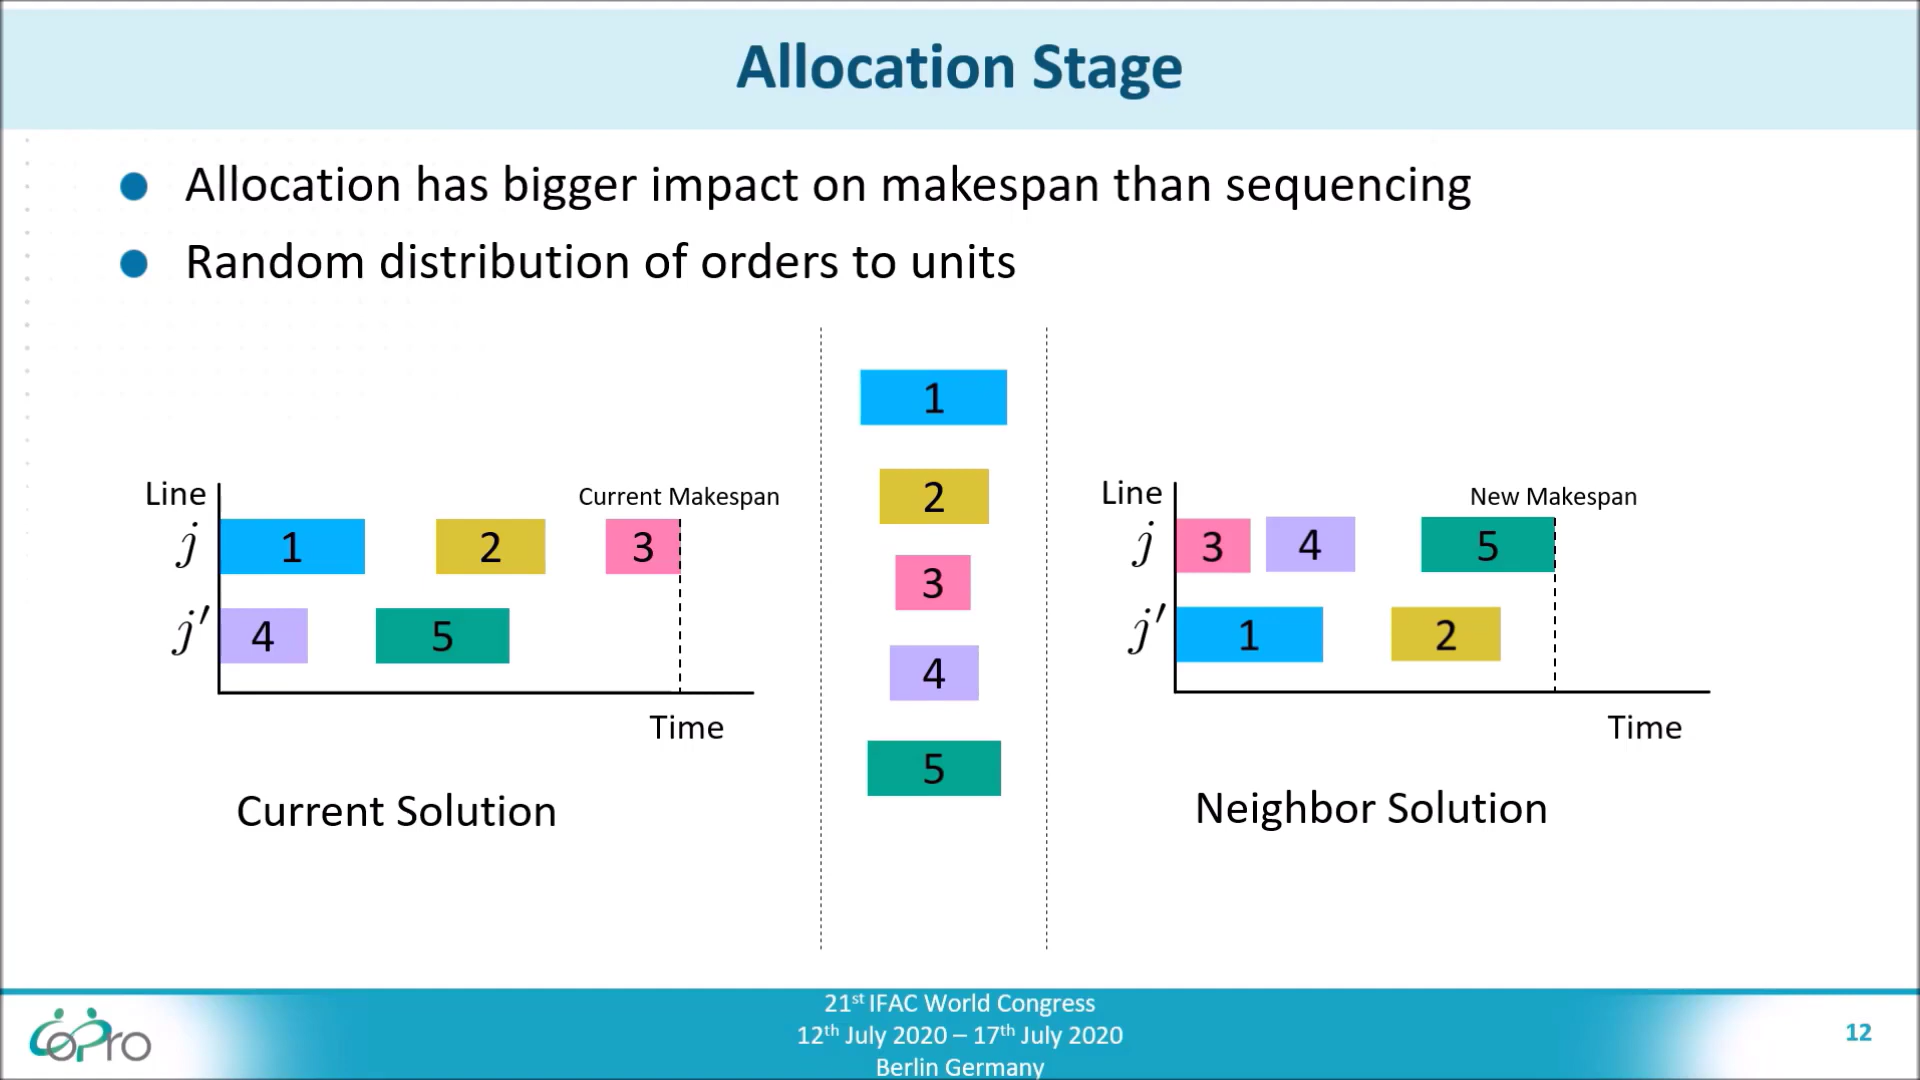 Allocation Stage
Allocation has bigger impact on makespan than sequencing
Random distribution of orders to units
Line
Current Makespan
j
1
2
3
j′
4
5
Time
Current Solution
1
2
3
4
5
Line
New Makespan
j
3
4
5
j′
1
2
Time
Neighbor Solution
CoPro
21st IFAC World Congress
12th July 2020 – 17th July 2020
Berlin Germany
12